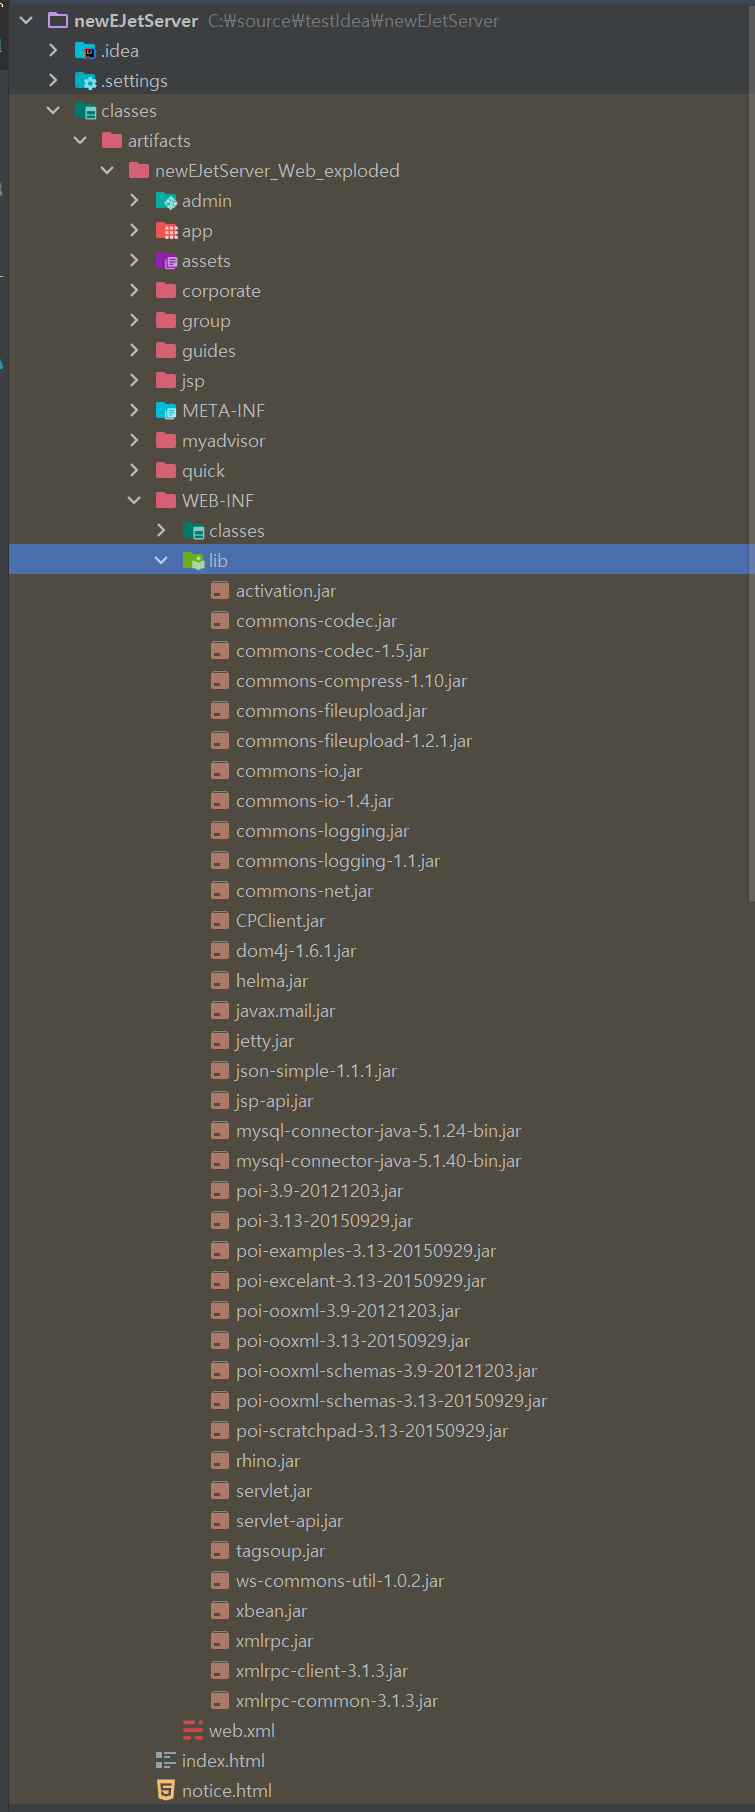 newEJetServer C:₩source₩testIdea₩newEJetServer
.idea
.settings
classes
artifacts
newEJetServer_Web_exploded
admin
app
assets
corporate
group
guides
jsp
META-INF
myadvisor
quick
WEB-INF
classes
lib
activation.jar
commons-codec.jar
commons-codec-1.5.jar
commons-compress-1.10.jar
commons-fileupload.jar
commons-fileupload-1.2.1.jar
commons-io.jar
commons-io-1.4.jar
commons-logging.jar
commons-logging-1.1.jar
commons-net.jar
CPClient.jar
dom4j-1.6.1.jar
helma.jar
javax.mail.jar
jetty.jar
json-simple-1.1.1.jar
jsp-api.jar
mysql-connector-java-5.1.24-bin.jar
mysql-connector-java-5.1.40-bin.jar
poi-3.9-20121203.jar
poi-3.13-20150929.jar
poi-examples-3.13-20150929.jar
poi-excelant-3.13-20150929.jar
poi-ooxml-3.9-20121203.jar
poi-ooxml-3.13-20150929.jar
poi-ooxml-schemas-3.9-20121203.jar
poi-ooxml-schemas-3.13-20150929.jar
poi-scratchpad-3.13-20150929.jar
rhino.jar
servlet.jar
servlet-api.jar
tagsoup.jar
ws-commons-util-1.0.2.jar
xbean.jar
xmlrpc.jar
xmlrpc-client-3.1.3.jar
xmlrpc-common-3.1.3.jar
web.xml
index.html
notice.html